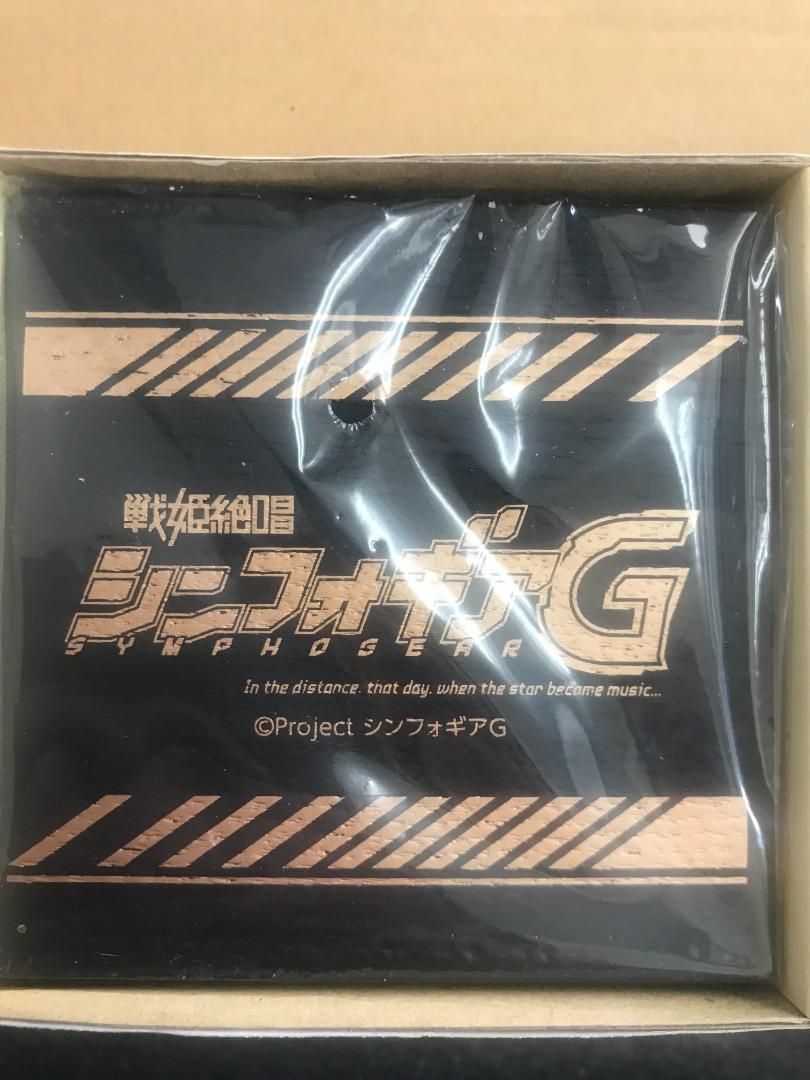 戦姫絶唱
シンフォギアG
SYMPHOGEAR
In the distance, that day, when the star became music...
©Project シンフォギアG